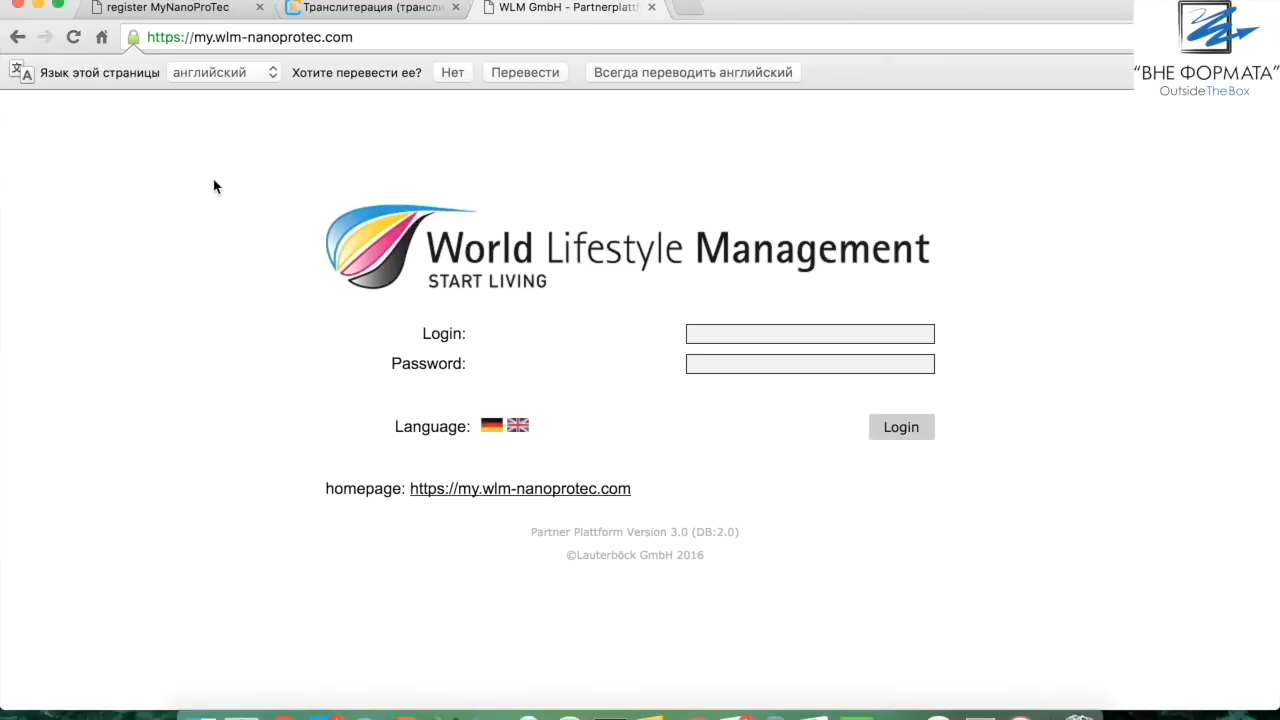 register MyNanoProTec
Транслитерация (трансли
WLM GmbH - Partnerplattf
https://my.wlm-nanoprotec.com
Язык этой страницы английский Хотите перевести ее? Нет Перевести Всегда переводить английский
"ВНЕ ФОРМАТА"
OutsideTheBox
World Lifestyle Management
START LIVING
Login:
Password:
Language:
Login
homepage: https://my.wlm-nanoprotec.com
Partner Plattform Version 3.0 (DB:2.0)
©Lauterböck GmbH 2016